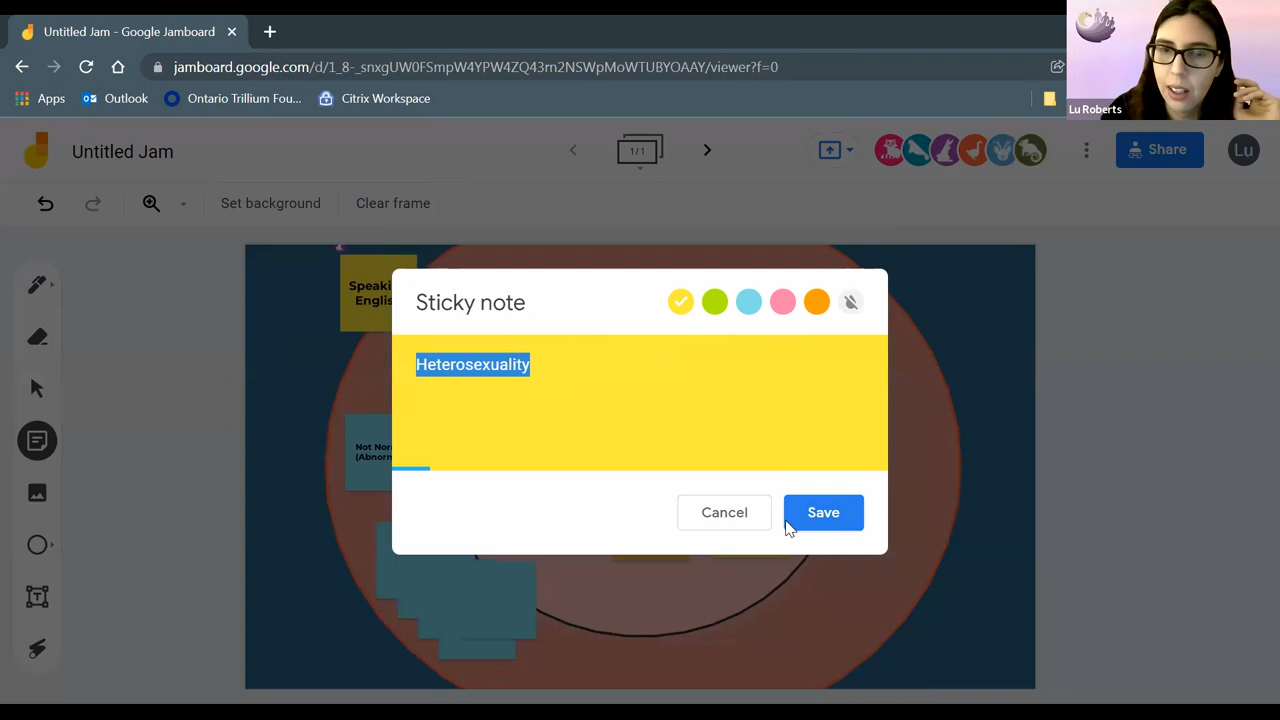 Untitled Jam - Google Jamboard
jamboard.google.com/d/1_8-_snxgUW0FSmpW4YPW4ZQ43rn2NSWpMoWTUBYOAAY/viewer?f=0
Apps Outlook Ontario Trillium Fou... Citrix Workspace
Lu Roberts
Untitled Jam
1/1
Share
Lu
Set background Clear frame
Sticky note
Heterosexuality
Cancel Save